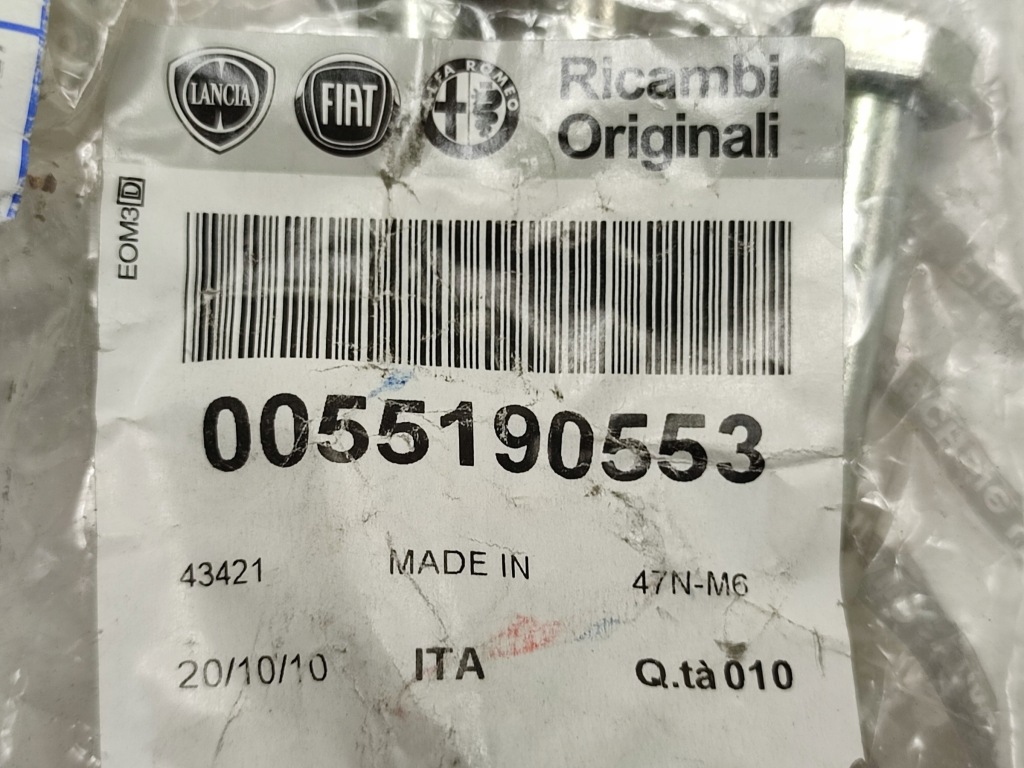 LANCIA FIAT ALFA ROMEO Ricambi
Originali
EOM3D
0055190553
43421 MADE IN 47N-M6
20/10/10 ITA Q.tà 010